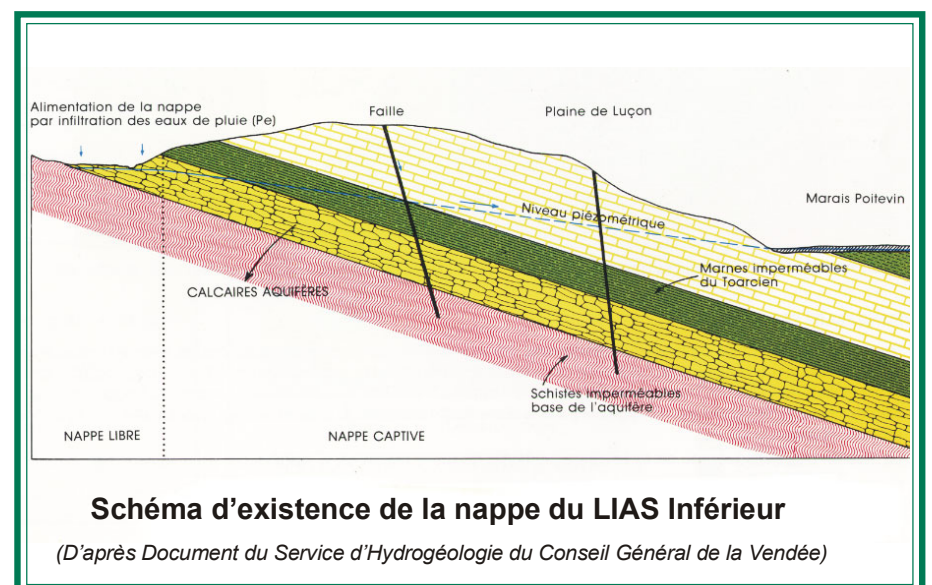 Alimentation de la nappe
par infiltration des eaux de pluie (Pe)
Faille
Plaine de Luçon
Marais Poitevin
Niveau piézométrique
Marnes imperméables
du Toarcien
CALCAIRES AQUIFÉRES
Schistes imperméables
base de l'aquifère
NAPPE LIBRE
NAPPE CAPTIVE
Schéma d'existence de la nappe du LIAS Inférieur
(D'après Document du Service d'Hydrogéologie du Conseil Général de la Vendée)